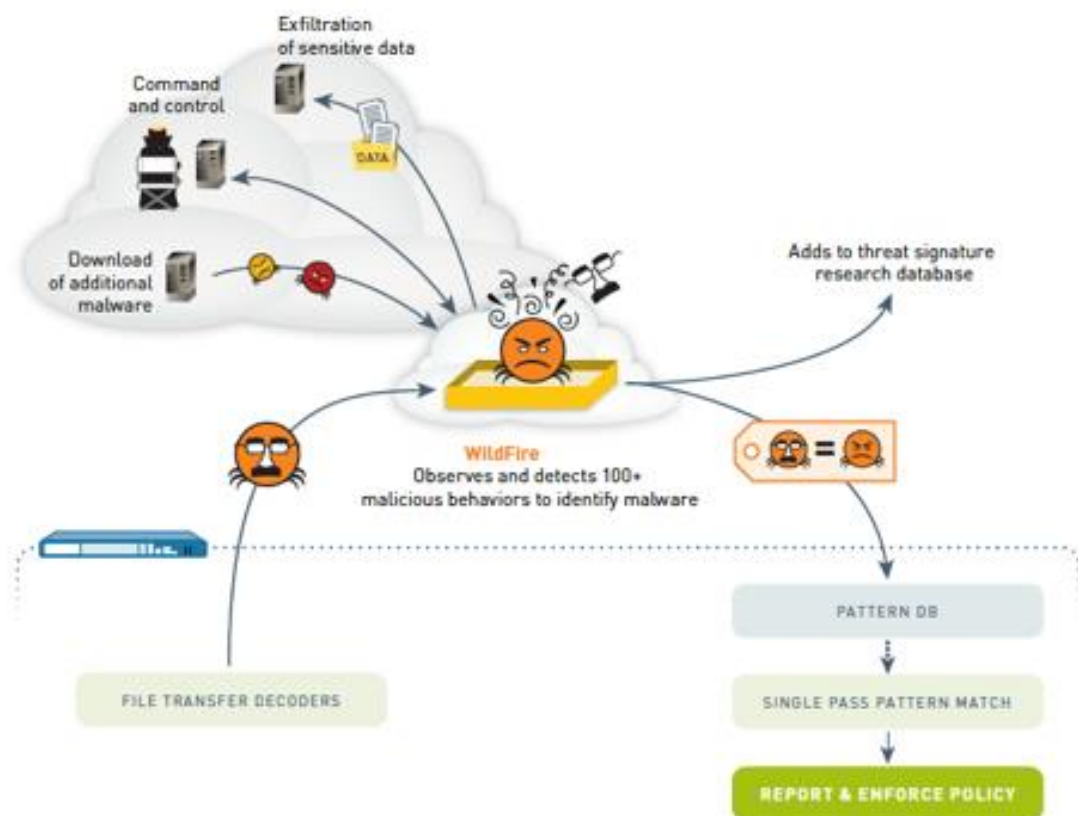 Exfiltration
of sensitive data
Command
and control
DATA
Download
of additional
malware
Adds to threat signature
research database
WildFire
Observes and detects 100+
malicious behaviors to identify malware
=
PATTERN DB
FILE TRANSFER DECODERS
SINGLE PASS PATTERN MATCH
REPORT & ENFORCE POLICY